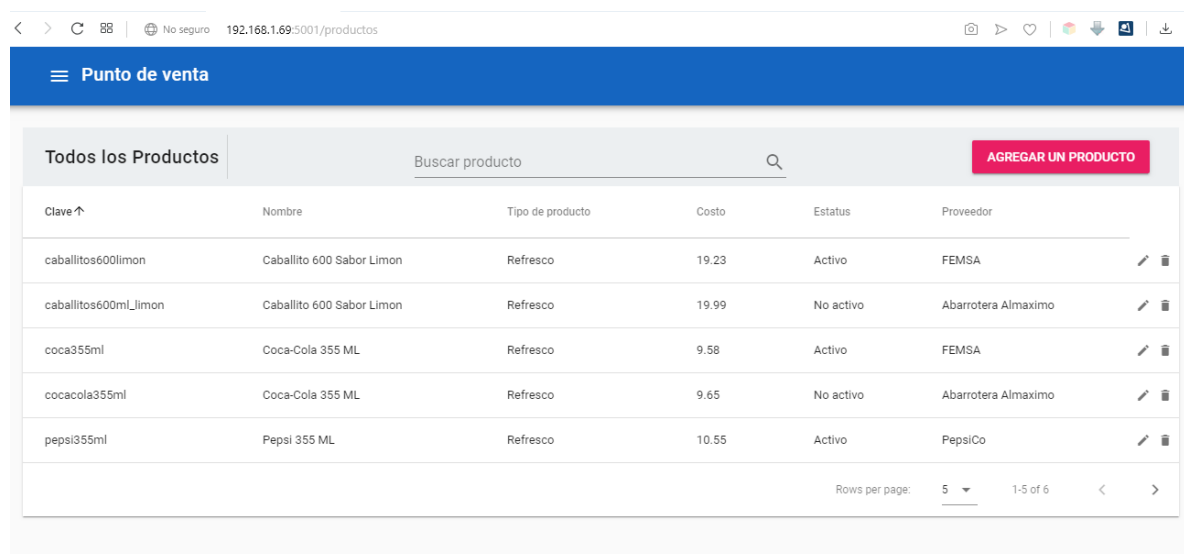 No seguro 192.168.1.69:5001/productos
Punto de venta
Todos los Productos Buscar producto AGREGAR UN PRODUCTO
Clave Nombre Tipo de producto Costo Estatus Proveedor
caballitos600limon Caballito 600 Sabor Limon Refresco 19.23 Activo FEMSA
caballitos600ml_limon Caballito 600 Sabor Limon Refresco 19.99 No activo Abarrotera Almaximo
coca355ml Coca-Cola 355 ML Refresco 9.58 Activo FEMSA
cocacola355ml Coca-Cola 355 ML Refresco 9.65 No activo Abarrotera Almaximo
pepsi355ml Pepsi 355 ML Refresco 10.55 Activo PepsiCo
Rows per page: 5 1-5 of 6